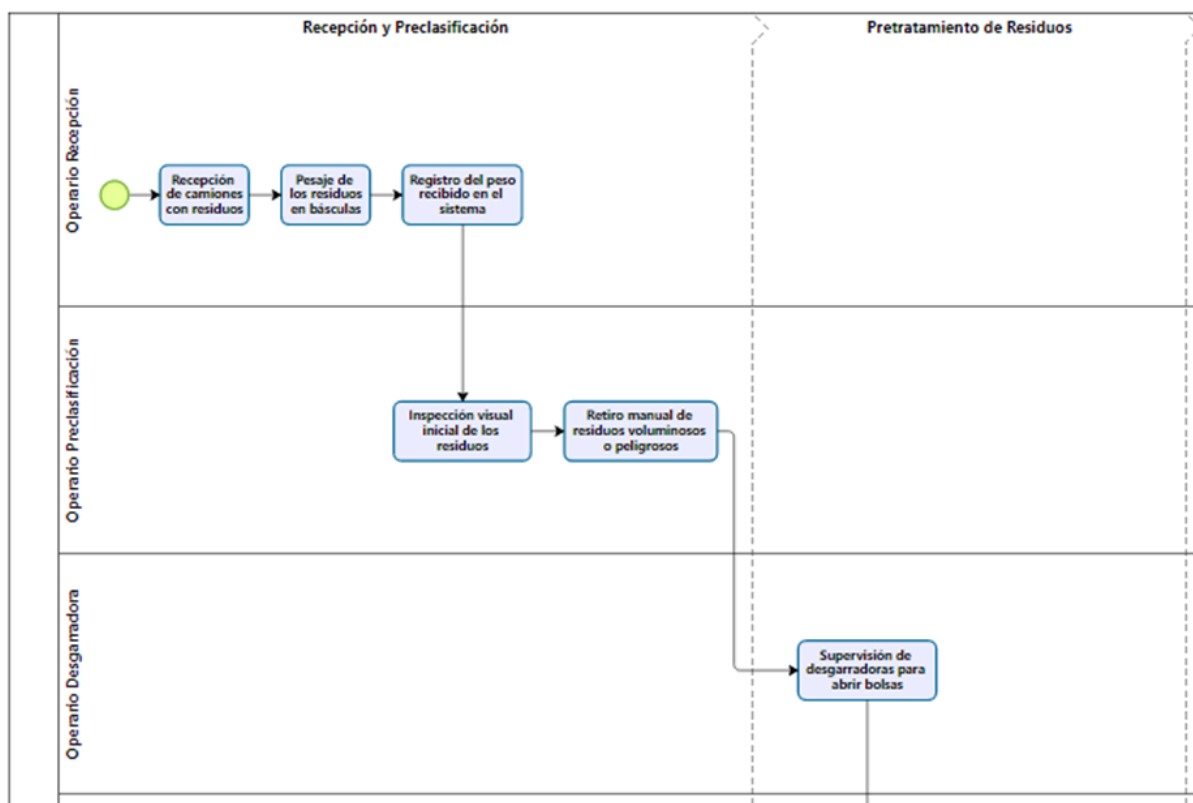 Recepción y Preclasificación
Pretratamiento de Residuos
Operario Recepción
Recepción
de camiones
con residuos
Pesaje de
los residuos
en básculas
Registro del peso
recibido en el
sistema
Operario Preclasificación
Inspección visual
inicial de los
residuos
Retiro manual de
residuos voluminosos
o peligrosos
Operario Desgarradora
Supervisión de
desgarradoras para
abrir bolsas